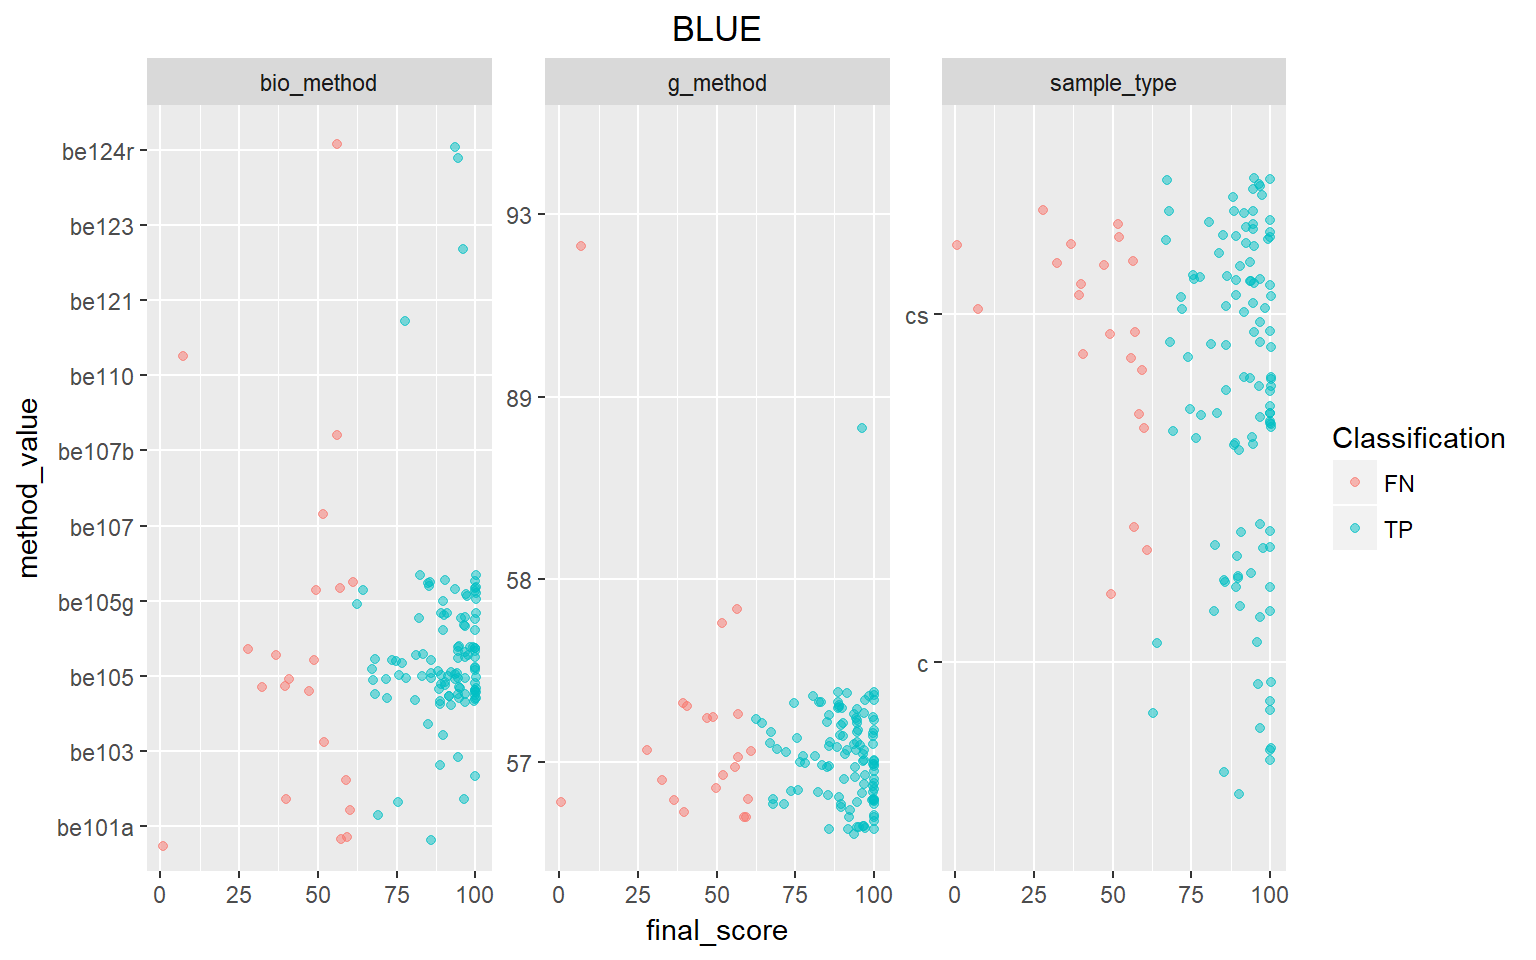 BLUE
bio_method
g_method
sample_type
be124r
be123
be121
be110
be107b
be107
be105g
be105
be103
be101a
93
89
58
57
cs
c
0 25 50 75 100
0 25 50 75 100
0 25 50 75 100
method_value
final_score
Classification
FN
TP